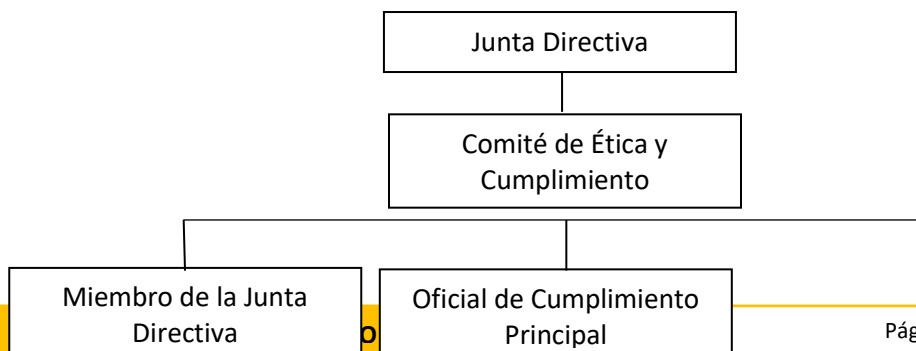 Junta Directiva
Comité de Ética y
Cumplimiento
Miembro de la Junta
Directiva
Oficial de Cumplimiento
Principal